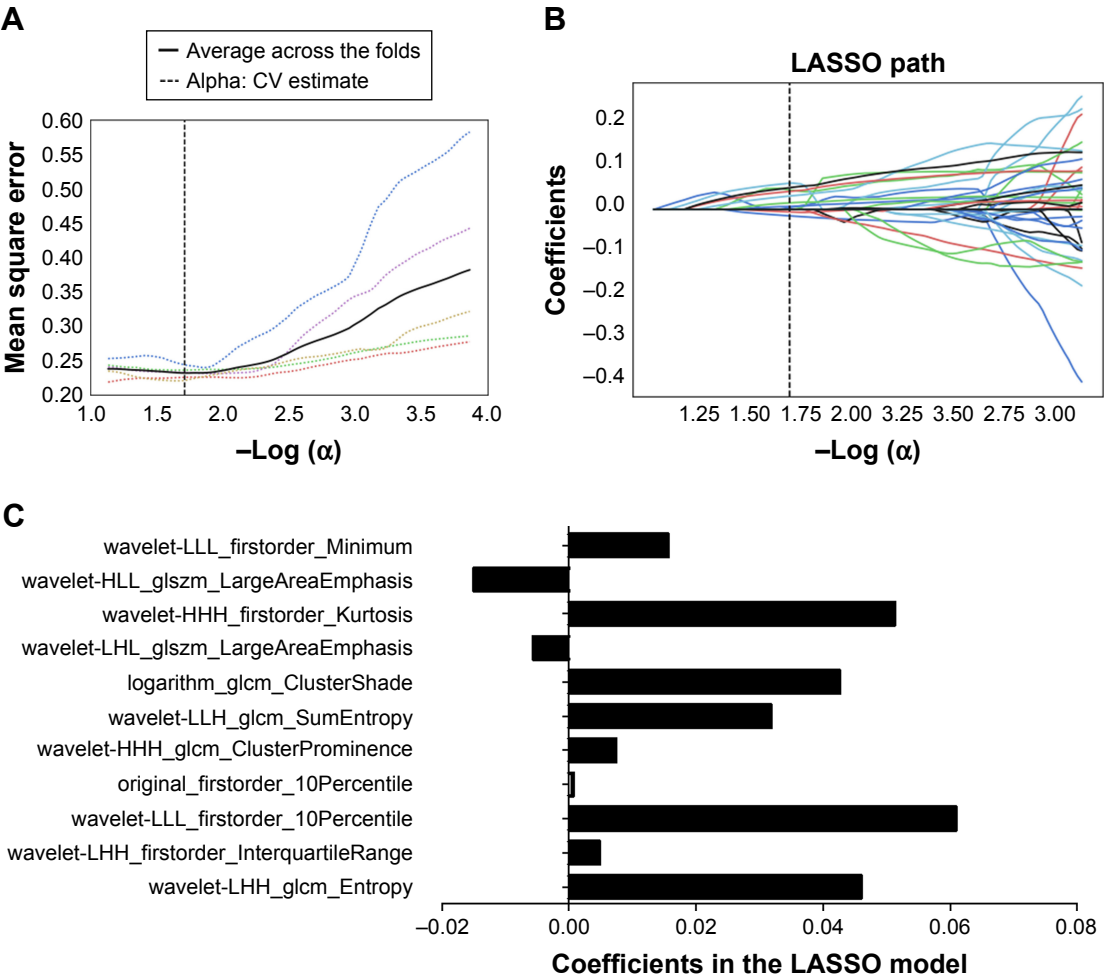 A
Average across the folds
Alpha: CV estimate
Mean square error
0.60
0.55
0.50
0.45
0.40
0.35
0.30
0.25
0.20
1.0 1.5 2.0 2.5 3.0 3.5 4.0
–Log (α)
B
LASSO path
Coefficients
0.2
0.1
0.0
–0.1
–0.2
–0.3
–0.4
1.25 1.50 1.75 2.00 3.25 3.50 2.75 3.00
–Log (α)
C
wavelet-LLL_firstorder_Minimum
wavelet-HLL_glszm_LargeAreaEmphasis
wavelet-HHH_firstorder_Kurtosis
wavelet-LHL_glszm_LargeAreaEmphasis
logarithm_glcm_ClusterShade
wavelet-LLH_glcm_SumEntropy
wavelet-HHH_glcm_ClusterProminence
original_firstorder_10Percentile
wavelet-LLL_firstorder_10Percentile
wavelet-LHH_firstorder_InterquartileRange
wavelet-LHH_glcm_Entropy
–0.02 0.00 0.02 0.04 0.06 0.08
Coefficients in the LASSO model